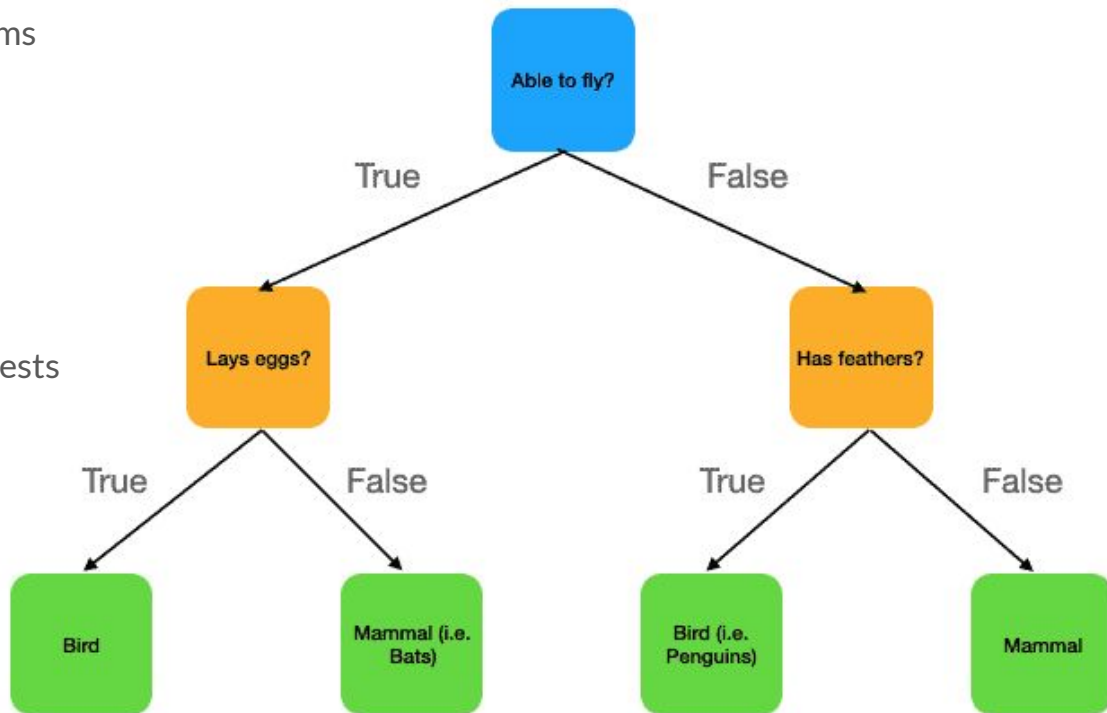 ms
Able to fly?
True
False
ests
Lays eggs?
Has feathers?
True
False
True
False
Bird
Mammal (i.e.
Bats)
Bird (i.e.
Penguins)
Mammal